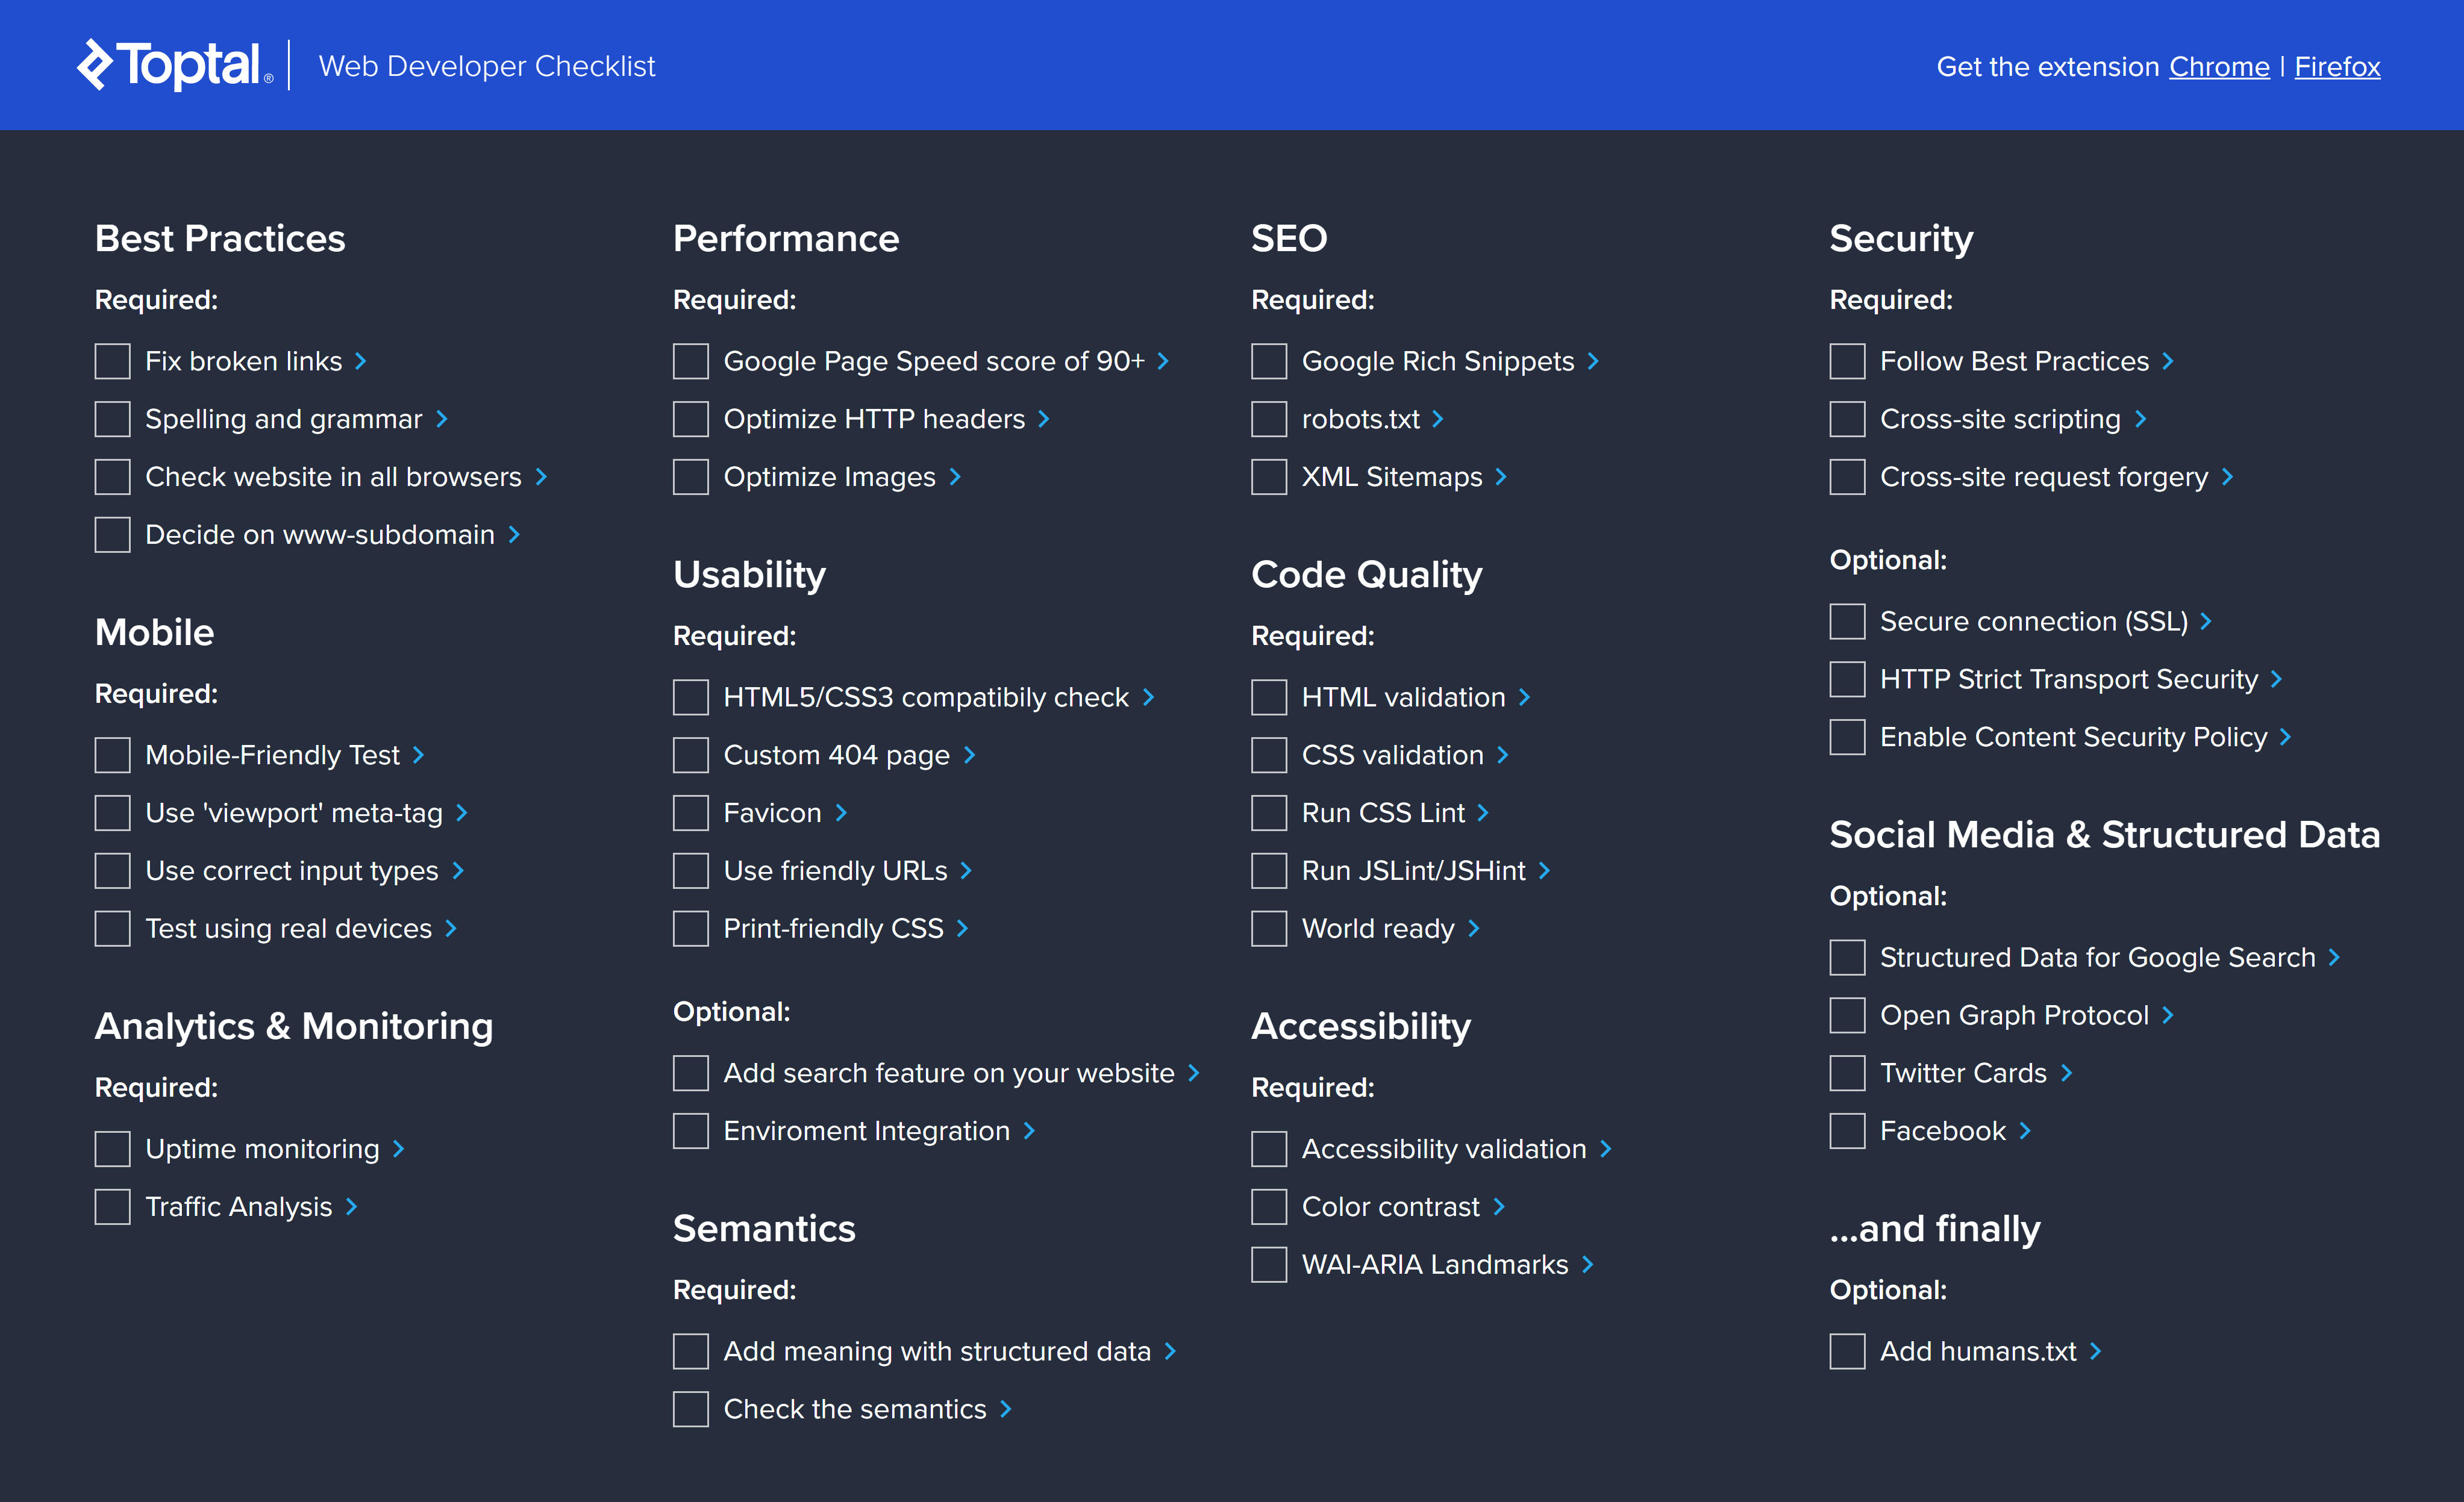 Toptal®
Web Developer Checklist
Get the extension Chrome | Firefox
Best Practices
Required:
Fix broken links
Spelling and grammar
Check website in all browsers
Decide on www-subdomain
Mobile
Required:
Mobile-Friendly Test
Use 'viewport' meta-tag
Use correct input types
Test using real devices
Analytics & Monitoring
Required:
Uptime monitoring
Traffic Analysis
Performance
Required:
Google Page Speed score of 90+
Optimize HTTP headers
Optimize Images
Usability
Required:
HTML5/CSS3 compatibily check
Custom 404 page
Favicon
Use friendly URLs
Print-friendly CSS
Optional:
Add search feature on your website
Enviroment Integration
Semantics
Required:
Add meaning with structured data
Check the semantics
SEO
Required:
Google Rich Snippets
robots.txt
XML Sitemaps
Code Quality
Required:
HTML validation
CSS validation
Run CSS Lint
Run JSLint/JSHint
World ready
Accessibility
Required:
Accessibility validation
Color contrast
WAI-ARIA Landmarks
Security
Required:
Follow Best Practices
Cross-site scripting
Cross-site request forgery
Optional:
Secure connection (SSL)
HTTP Strict Transport Security
Enable Content Security Policy
Social Media & Structured Data
Optional:
Structured Data for Google Search
Open Graph Protocol
Twitter Cards
Facebook
...and finally
Optional:
Add humans.txt